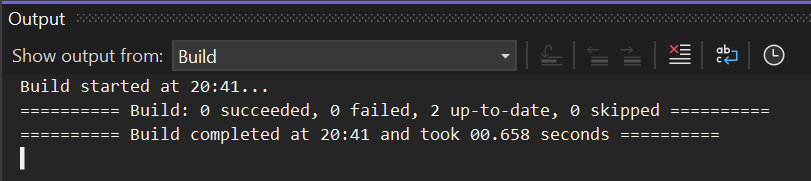 Output
Show output from: Build
Build started at 20:41...
========== Build: 0 succeeded, 0 failed, 2 up-to-date, 0 skipped ==========
========== Build completed at 20:41 and took 00.658 seconds ==========